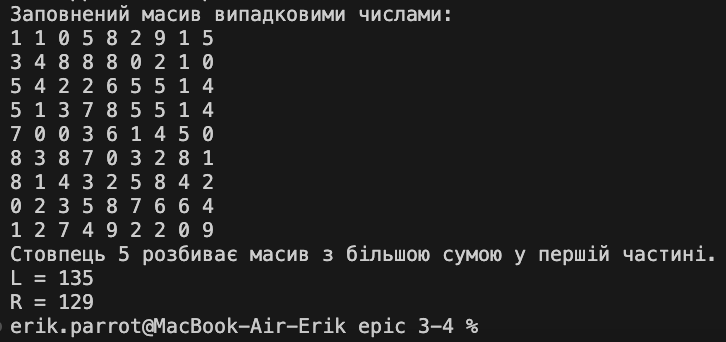 Заповнений масив випадковими числами:
1 1 0 5 8 2 9 1 5
3 4 8 8 8 0 2 1 0
5 4 2 2 6 5 5 1 4
5 1 3 7 8 5 5 1 4
7 0 0 3 6 1 4 5 0
8 3 8 7 0 3 2 8 1
8 1 4 3 2 5 8 4 2
0 2 3 5 8 7 6 6 4
1 2 7 4 9 2 2 0 9
Стовпець 5 розбиває масив з більшою сумою у першій частині.
L = 135
R = 129
erik.parrot@MacBook-Air-Erik epic 3-4 %